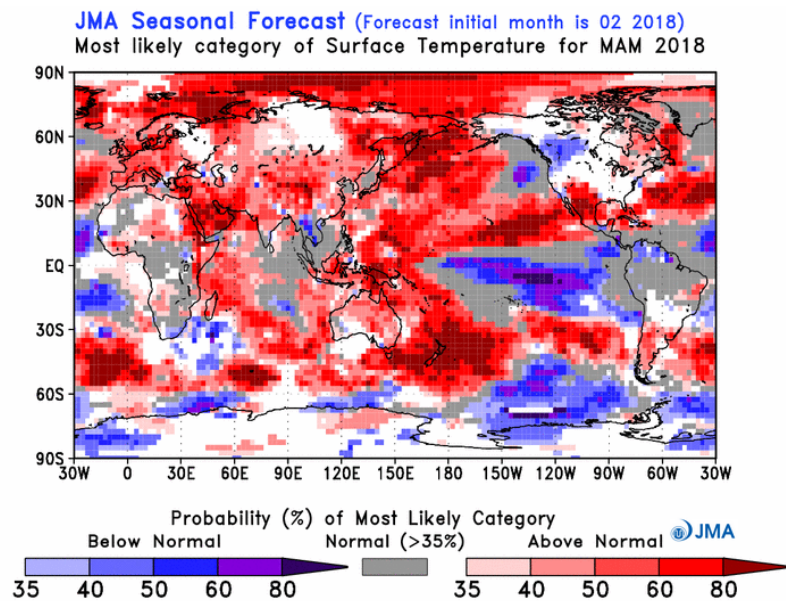 JMA Seasonal Forecast (Forecast initial month is 02 2018)
Most likely category of Surface Temperature for MAM 2018
90N
60N
30N
EQ
30S
60S
90S
30W 0 30E 60E 90E 120E 150E 180 150W 120W 90W 60W 30W
Probability (%) of Most Likely Category
Below Normal Normal (>35%) Above Normal JMA
35 40 50 60 80 35 40 50 60 80